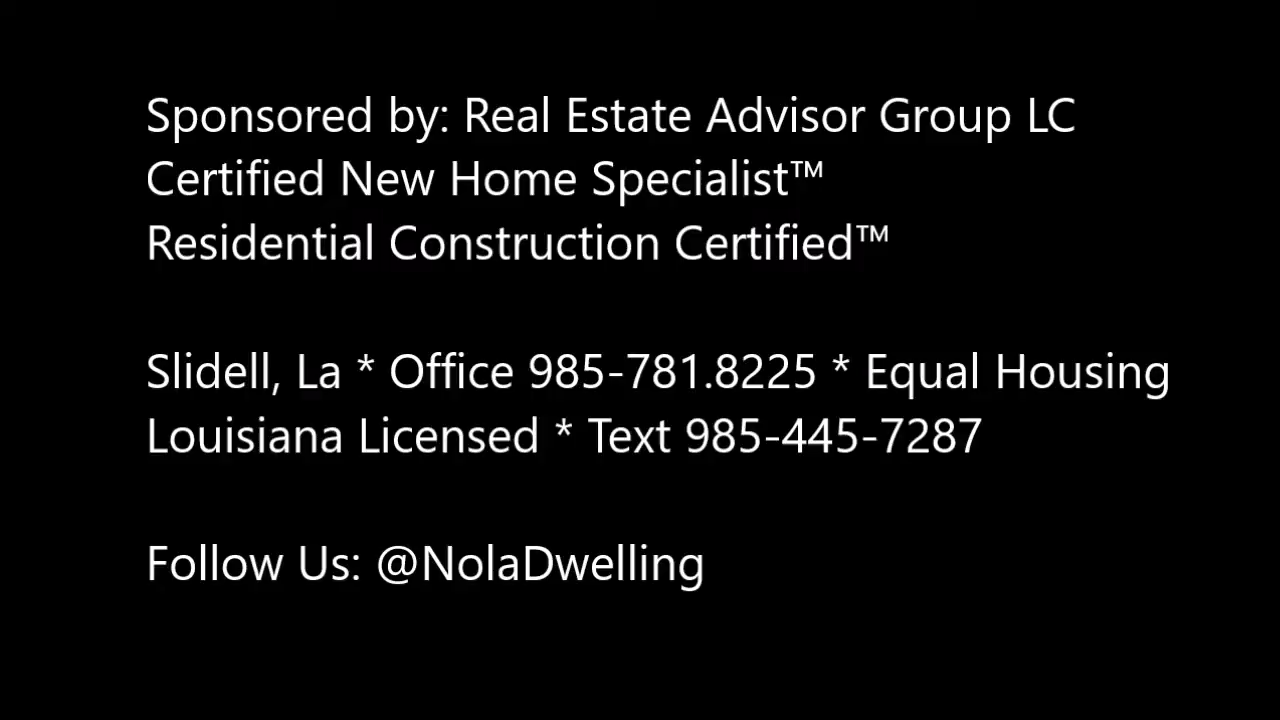 Sponsored by: Real Estate Advisor Group LC
Certified New Home Specialist™
Residential Construction Certified™
Slidell, La * Office 985-781.8225 * Equal Housing
Louisiana Licensed * Text 985-445-7287
Follow Us: @NolaDwelling